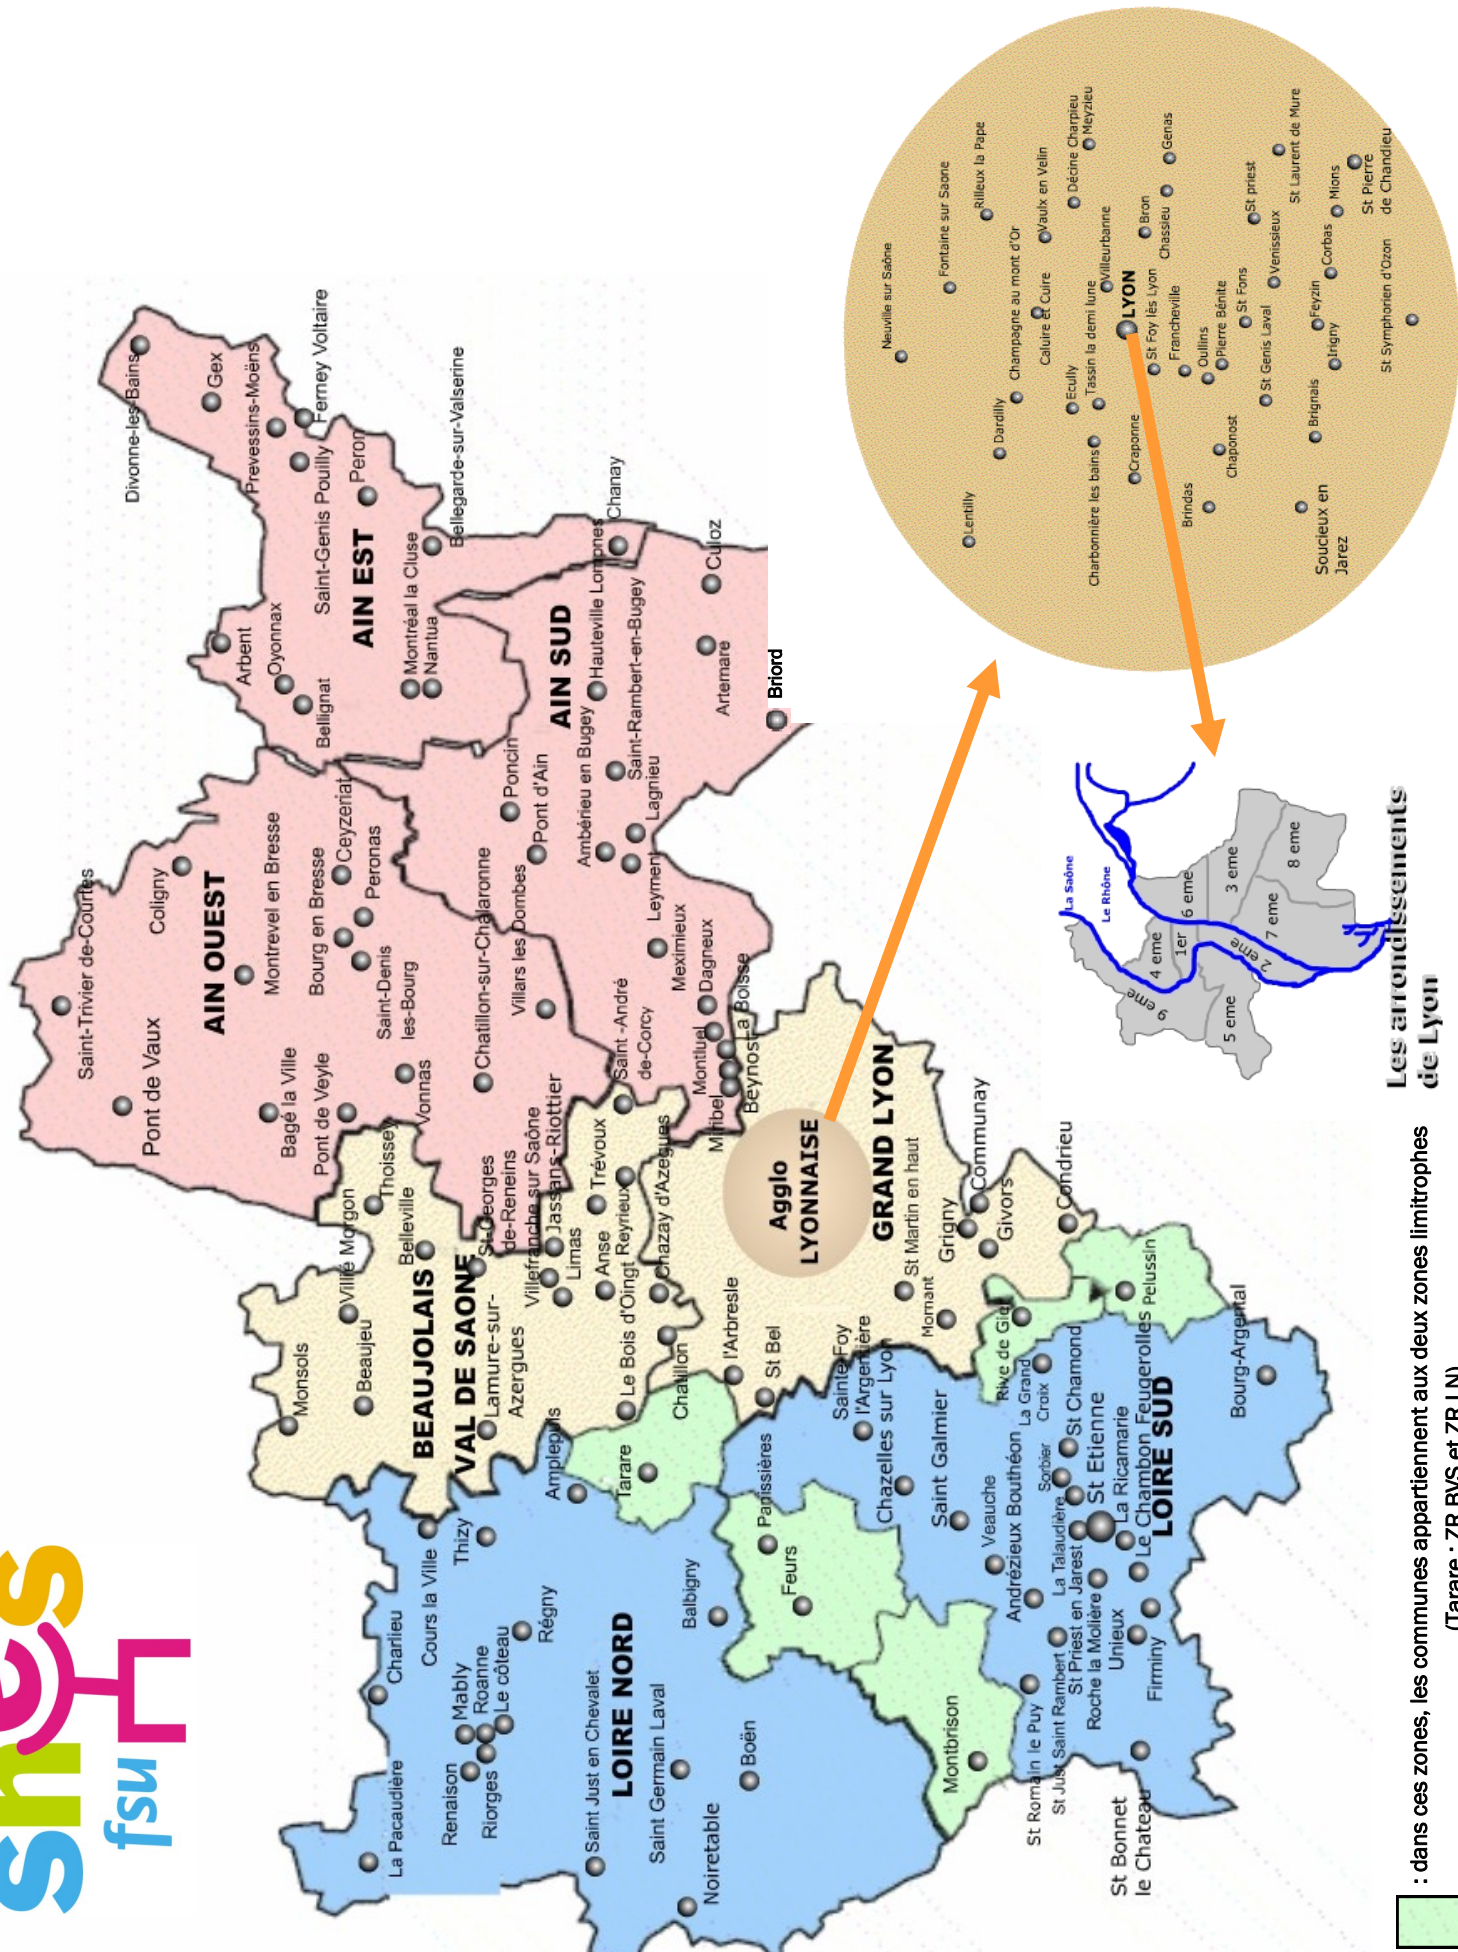 snes
fsu
La Pacaudière
Charlieu
Renaison
Mably
Roanne
Riorges
Le côteau
Cours la Ville
Thizy
Régny
Amplepuis
Saint Just en Chevalet
LOIRE NORD
Saint Germain Laval
Balbigny
Noiretable
Boën
Panissières
Feurs
Montbrison
Tarare
Monsols
Beaujeu
Villié Morgon
Thoissey
Belleville
BEAUJOLAIS
VAL DE SAONE
Lamure-sur-
Azergues
St Georges
de-Reneins
Villefranche sur Saône
Jassans-Riottier
Limas
Anse
Trévoux
Reyrieux
Le Bois d'Oingt
Chazay d'Azegues
Chatillon
l'Arbresle
St Bel
Agglo
LYONNAISE
GRAND LYON
St Martin en haut
Mornant
Grigny
Communay
Givors
Condrieu
Sainte Foy
l'Argentière
Chazelles sur Lyon
Saint Galmier
Veauche
Andrézieux Bouthéon
Rive de Gier
La Grand
Croix
St Chamond
Sorbier
La Talaudière
St Etienne
St Priest en Jarest
La Ricamarie
Roche la Molière
Le Chambon Feugerolles
LOIRE SUD
Unieux
Firminy
St Romain le Puy
St Just Saint Rambert
St Bonnet
le Chateau
Pelussin
Bourg-Argental
Saint-Trivier de-Courtes
Pont de Vaux
Coligny
AIN OUEST
Montrevel en Bresse
Bagé la Ville
Pont de Veyle
Bourg en Bresse
Ceyzeriat
Peronas
Saint-Denis
les-Bourg
Vonnas
Chatillon-sur-Chalaronne
Villars les Dombes
Saint -André
de-Corcy
Divonne-les-Bains
Gex
Prevessins-Moëns
Ferney Voltaire
Saint-Genis Pouilly
Peron
AIN EST
Arbent
Oyonnax
Bellignat
Montréal la Cluse
Nantua
Bellegarde-sur-Valserine
Chanay
AIN SUD
Hauteville Lompnes
Culoz
Artemare
Saint-Rambert-en-Bugey
Ambérieu en Bugey
Poncin
Pont d'Ain
Lagnieu
Leyment
Meximieux
Dagneux
La Boisse
Montluel
Beynost
Miribel
Briord
Neuville sur Saône
Fontaine sur Saone
Rilleux la Pape
Lentilly
Dardilly
Champagne au mont d'Or
Caluire et Cuire
Vaulx en Velin
Décine Charpieu
Meyzieu
Ecully
Tassin la demi lune
Villeurbanne
Charbonnière les bains
LYON
Craponne
Bron
St Foy lès Lyon
Chassieu
Genas
Francheville
Oullins
Pierre Bénite
Brindas
Chaponost
St Fons
St priest
St Genis Laval
Venissieux
St Laurent de Mure
Soucieux en
Jarez
Brignais
Feyzin
Irigny
Corbas
Mions
St Pierre
de Chandieu
St Symphorien d'Ozon
La Saône
Le Rhône
9 eme
4 eme
1er
6 eme
3 eme
5 eme
2 eme
7 eme
8 eme
Les arrondissements
de Lyon
: dans ces zones, les communes appartiennent aux deux zones limitrophes
(Tarare : ZR BVS et ZR LN)